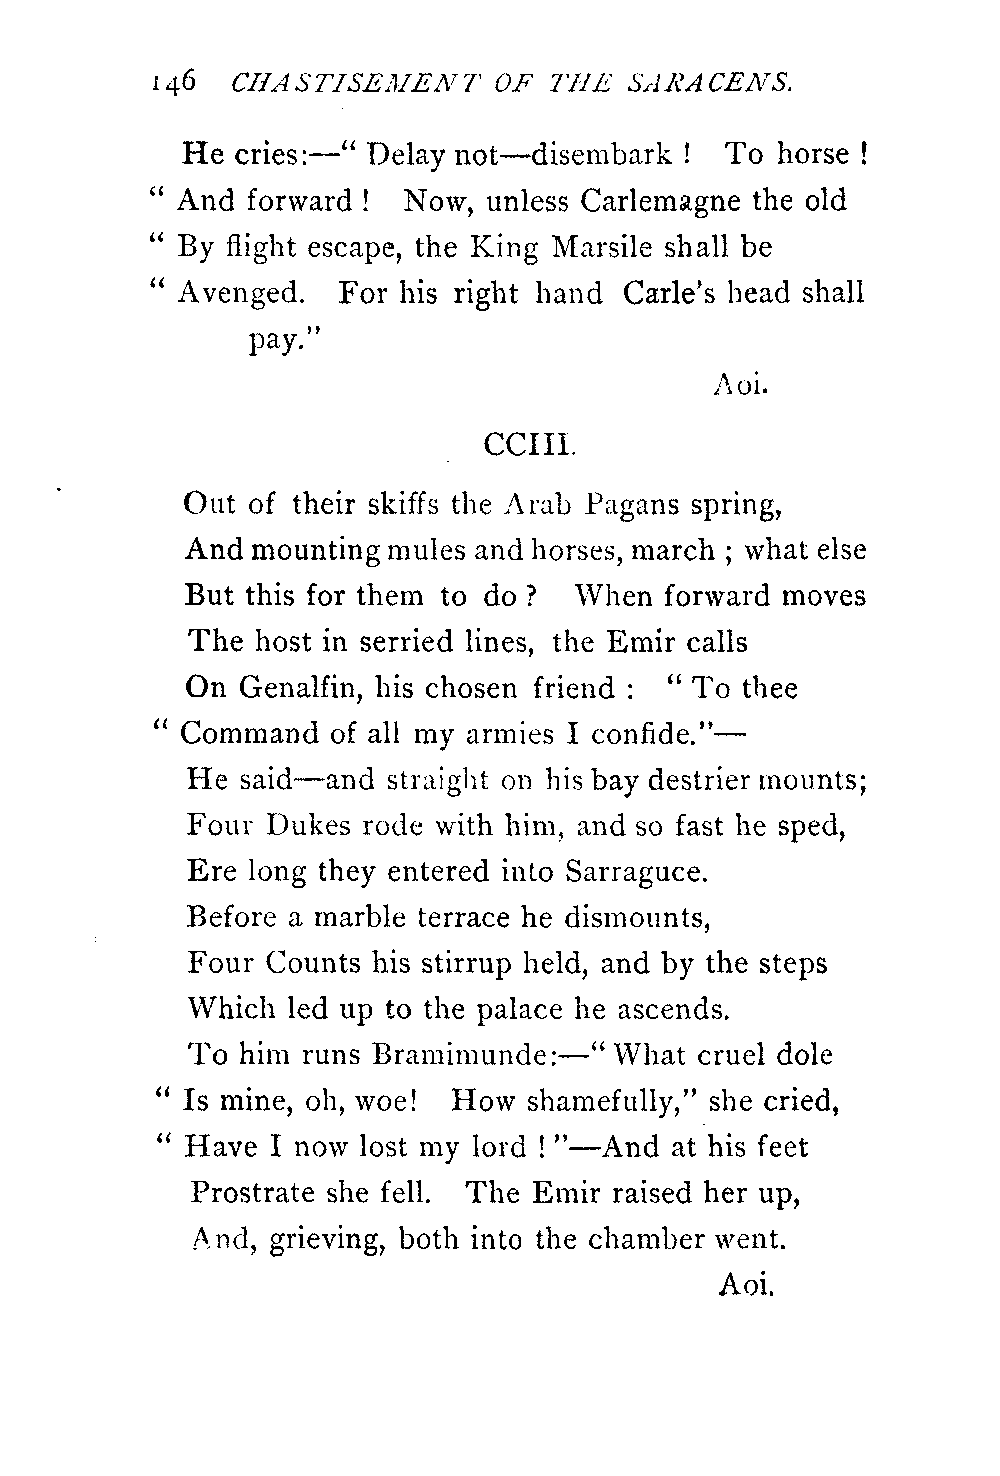 146 CHASTISEMENT OF THE SARACENS.
He cries:—“ Delay not—disembark ! To horse !
“ And forward ! Now, unless Carlemagne the old
“ By flight escape, the King Marsile shall be
“ Avenged. For his right hand Carle’s head shall
pay.”
Aoi.
CCIII.
Out of their skiffs the Arab Pagans spring,
And mounting mules and horses, march ; what else
But this for them to do ? When forward moves
The host in serried lines, the Emir calls
On Genalfin, his chosen friend : “ To thee
“ Command of all my armies I confide.”—
He said—and straight on his bay destrier mounts;
Four Dukes rode with him, and so fast he sped,
Ere long they entered into Sarraguce.
Before a marble terrace he dismounts,
Four Counts his stirrup held, and by the steps
Which led up to the palace he ascends.
To him runs Bramimunde:—“ What cruel dole
“ Is mine, oh, woe! How shamefully,” she cried,
“ Have I now lost my lord ! ”—And at his feet
Prostrate she fell. The Emir raised her up,
And, grieving, both into the chamber went.
Aoi.